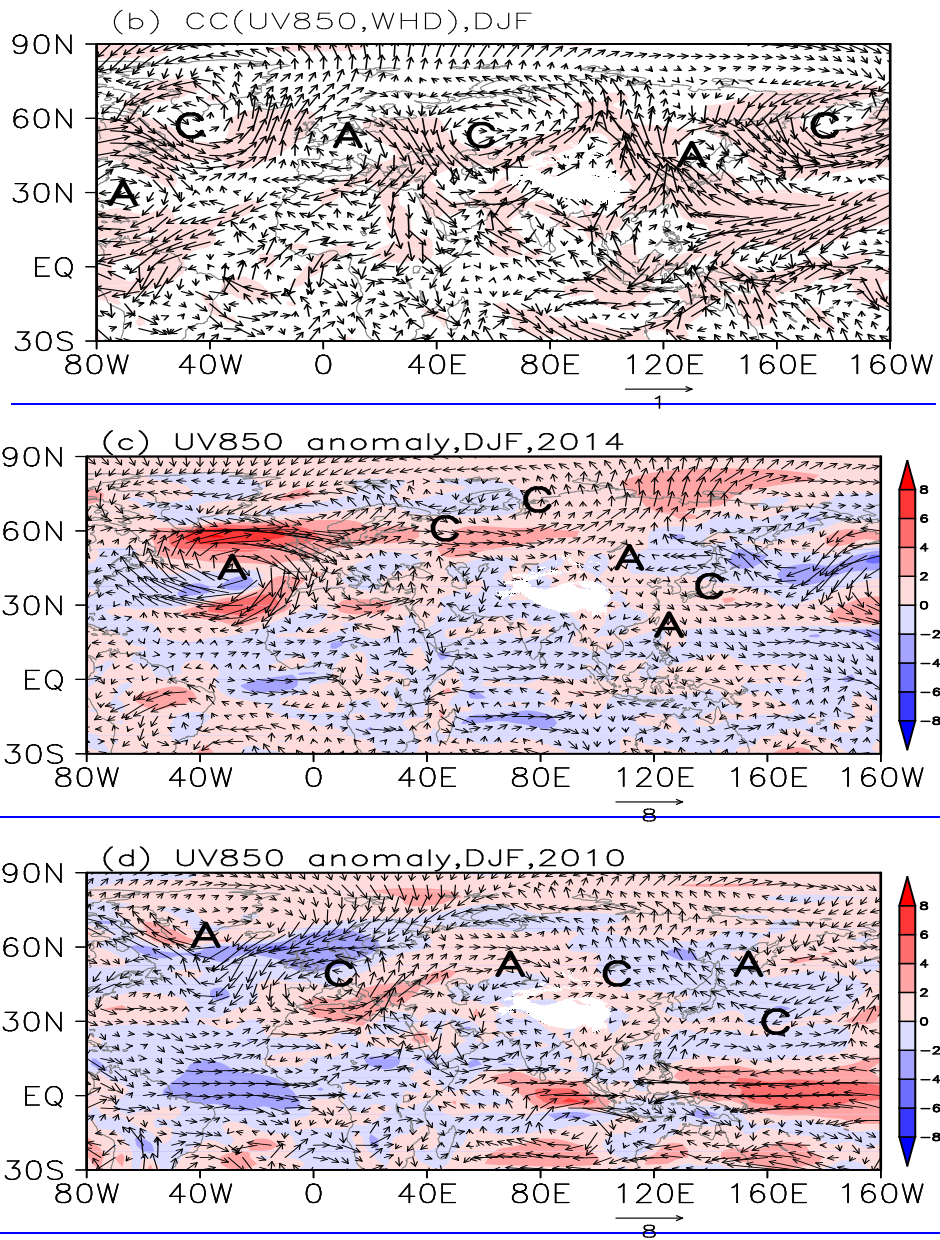 (b) CC(UV850,WHD),DJF
90N
60N
30N
EQ
30S
C
A
C
A
C
A
80W 40W 0 40E 80E 120E 160E 160W
1
(c) UV850 anomaly,DJF,2014
90N
60N
30N
EQ
30S
C
C
A
A
C
A
8
6
4
2
0
-2
-4
-6
-8
80W 40W 0 40E 80E 120E 160E 160W
8
(d) UV850 anomaly,DJF,2010
90N
60N
30N
EQ
30S
A
C
A
C
A
C
8
6
4
2
0
-2
-4
-6
-8
80W 40W 0 40E 80E 120E 160E 160W
8